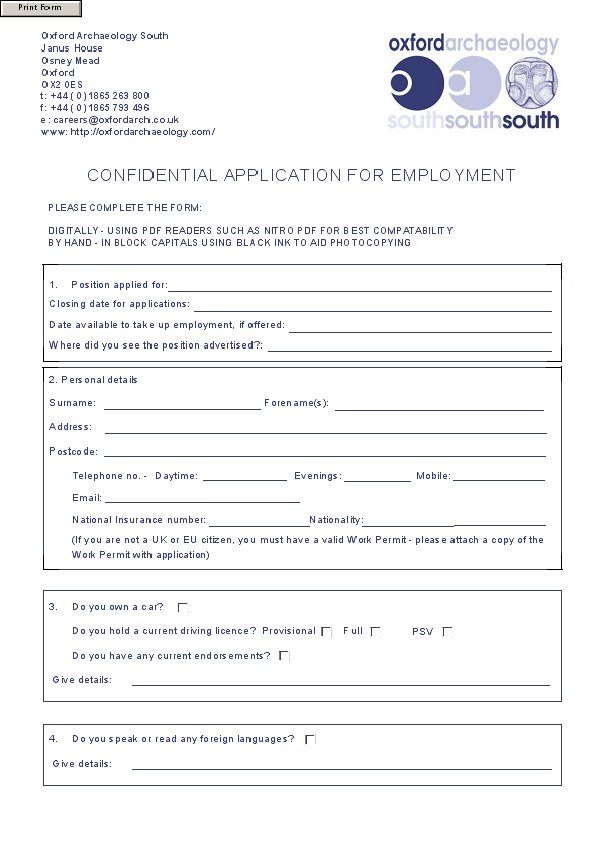 Print Form
Oxford Archaeology South
Janus House
Osney Mead
Oxford
OX2 0ES
t: +44 (0) 1865 263 800
f: +44 (0) 1865 793 496
e: careers@oxfordarch.co.uk
www: http://oxfordarchaeology.com/
oxfordarchaeology
oa
southsouthsouth
CONFIDENTIAL APPLICATION FOR EMPLOYMENT
PLEASE COMPLETE THE FORM:
DIGITALLY - USING PDF READERS SUCH AS NITRO PDF FOR BEST COMPATABILITY
BY HAND - IN BLOCK CAPITALS USING BLACK INK TO AID PHOTOCOPYING
1. Position applied for:
Closing date for applications:
Date available to take up employment, if offered:
Where did you see the position advertised?:
2. Personal details
Surname: Forename(s):
Address:
Postcode:
Telephone no. - Daytime: Evenings: Mobile:
Email:
National Insurance number: Nationality:
(If you are not a UK or EU citizen, you must have a valid Work Permit - please attach a copy of the
Work Permit with application)
3. Do you own a car?
Do you hold a current driving licence? Provisional Full PSV
Do you have any current endorsements?
Give details:
4. Do you speak or read any foreign languages?
Give details: